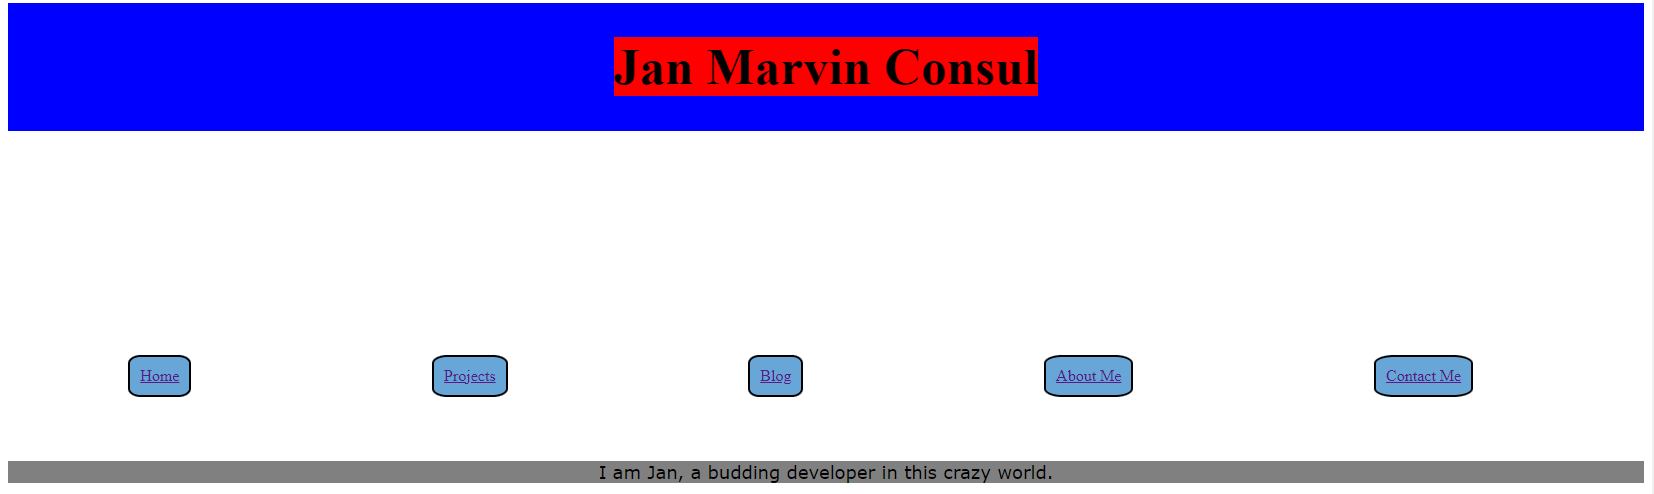 Jan Marvin Consul
Home Projects Blog About Me Contact Me
I am Jan, a budding developer in this crazy world.